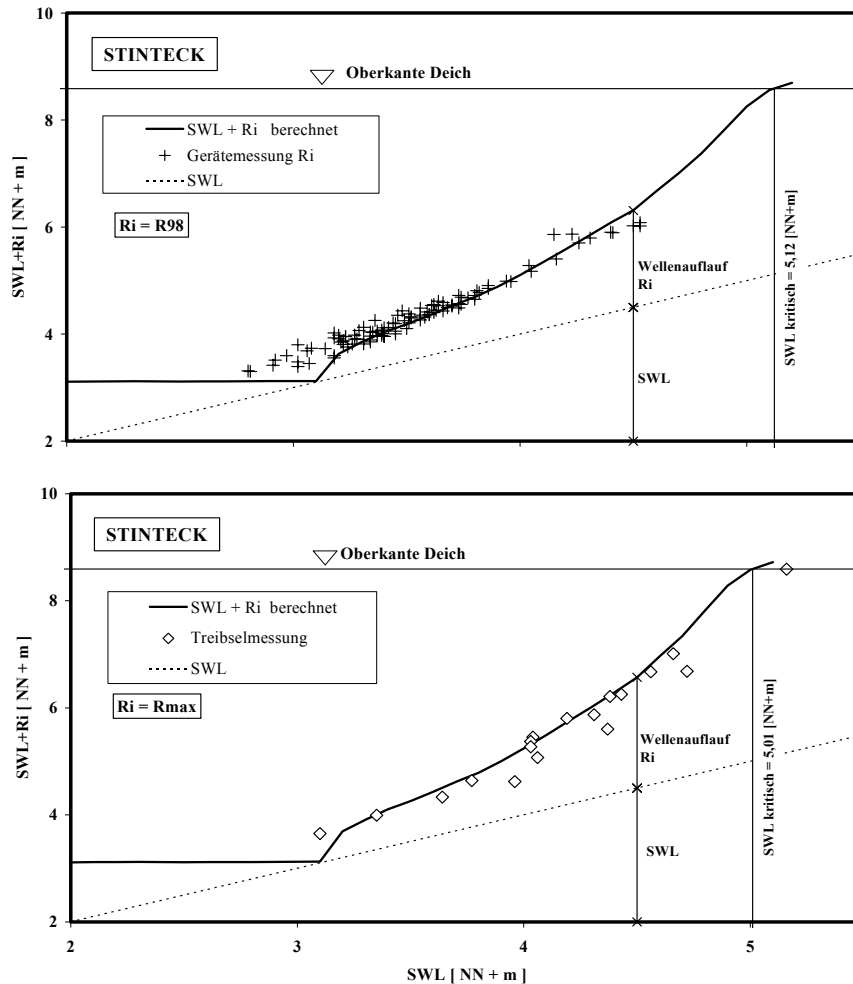 10
STINTECK
Oberkante Deich
8
SWL + Ri berechnet
Gerätemessung Ri
SWL
Ri = R98
6
4
2
SWL+Ri [ NN + m ]
Wellenauflauf
Ri
SWL
SWL kritisch = 5,12 [NN+m]
10
STINTECK
Oberkante Deich
8
SWL + Ri berechnet
Treibselmessung
SWL
Ri = Rmax
6
4
2
SWL+Ri [ NN + m ]
Wellenauflauf
Ri
SWL
SWL kritisch = 5,01 [NN+m]
2 3 4 5
SWL [ NN + m ]